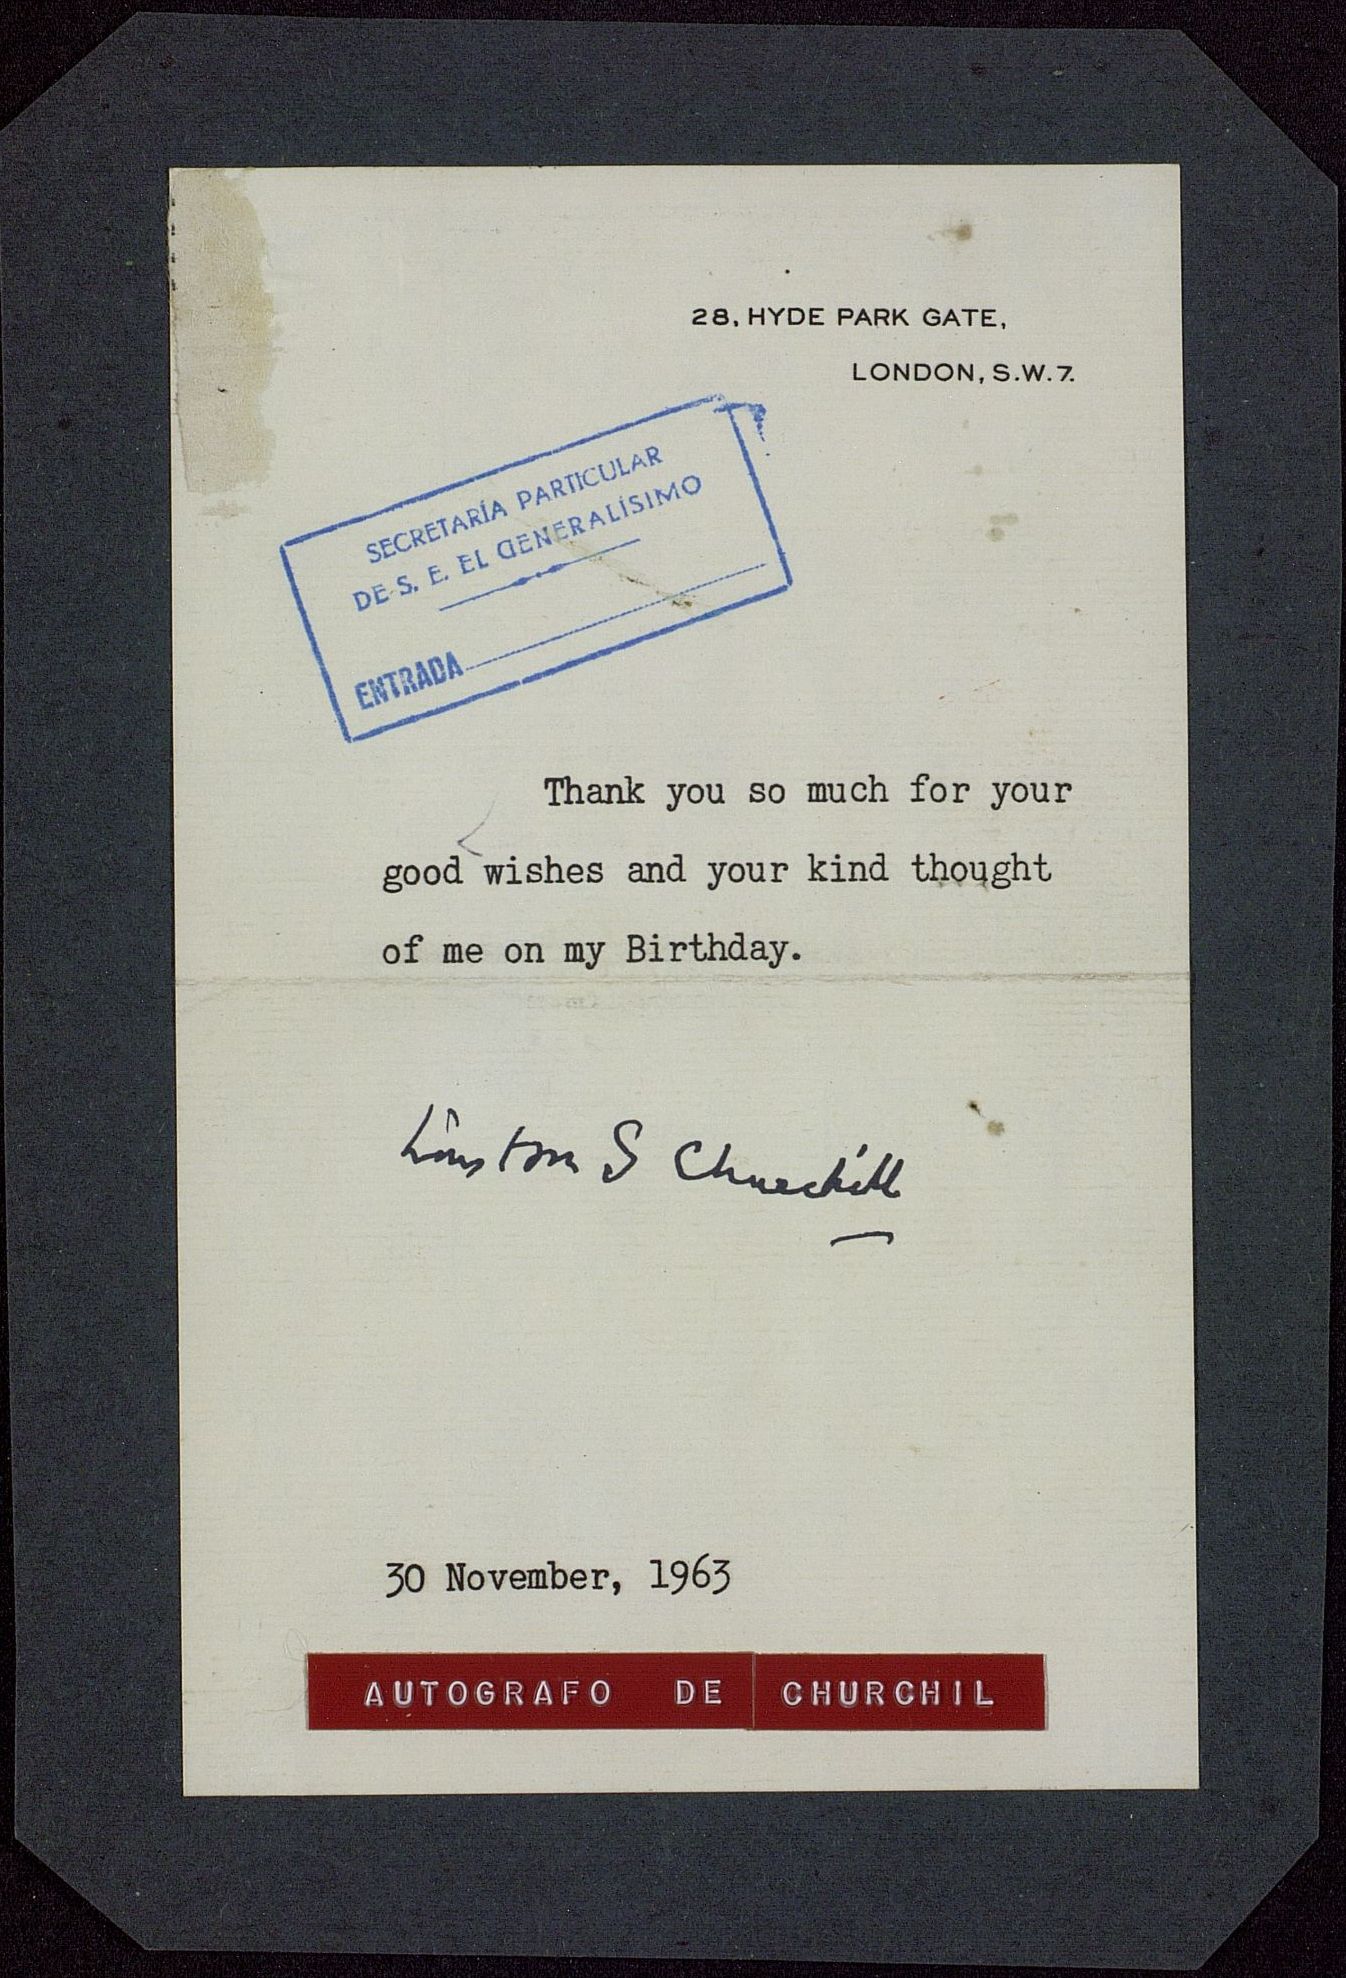 28, HYDE PARK GATE,
LONDON, S.W.7.
SECRETARÍA PARTICULAR
DE S. E. EL GENERALÍSIMO
ENTRADA
Thank you so much for your
good wishes and your kind thought
of me on my Birthday.
Winston S Churchill
30 November, 1963
AUTOGRAFO DE CHURCHIL